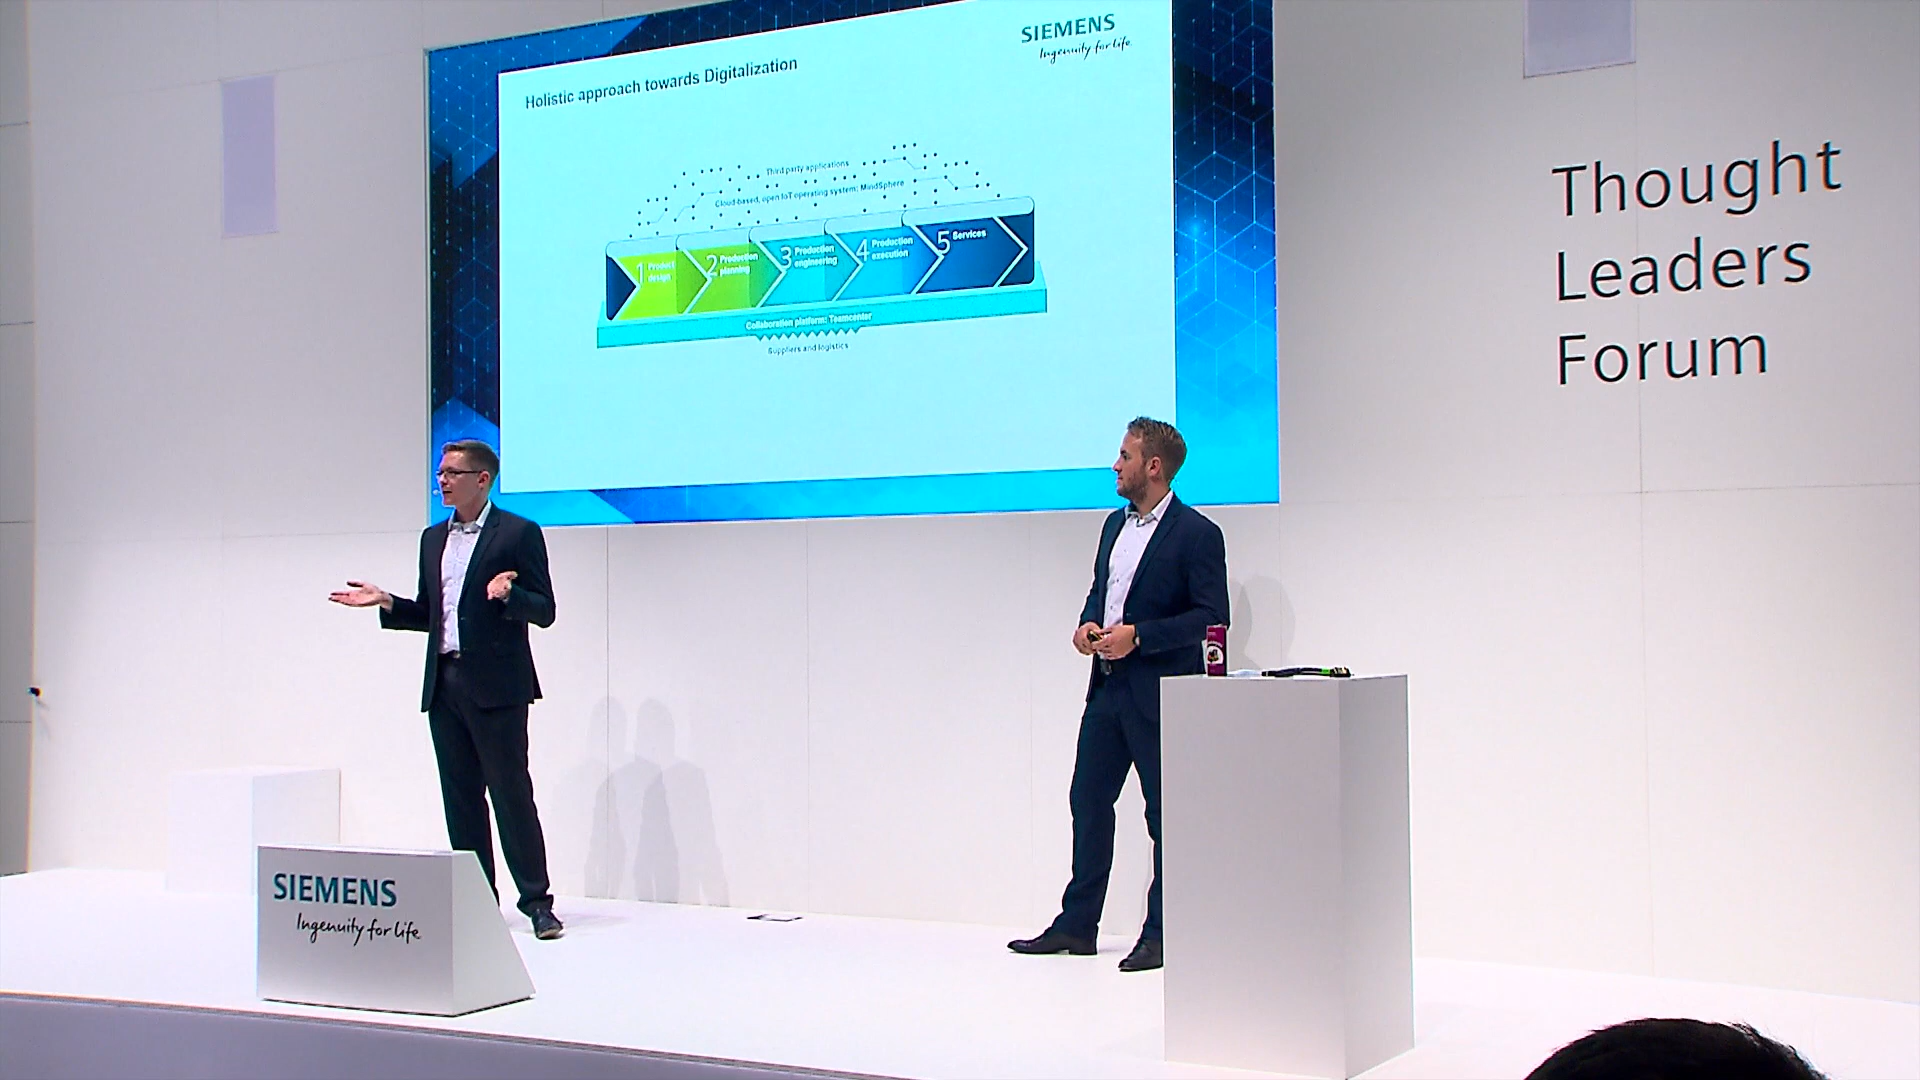 SIEMENS
Ingenuity for life
Holistic approach towards Digitalization
Third party applications
Cloud-based, open IoT operating system: MindSphere
1 Product
design
2 Production
planning
3 Production
engineering
4 Production
execution
5 Services
Collaboration platform: Teamcenter
Suppliers and logistics
Thought
Leaders
Forum
SIEMENS
Ingenuity for life